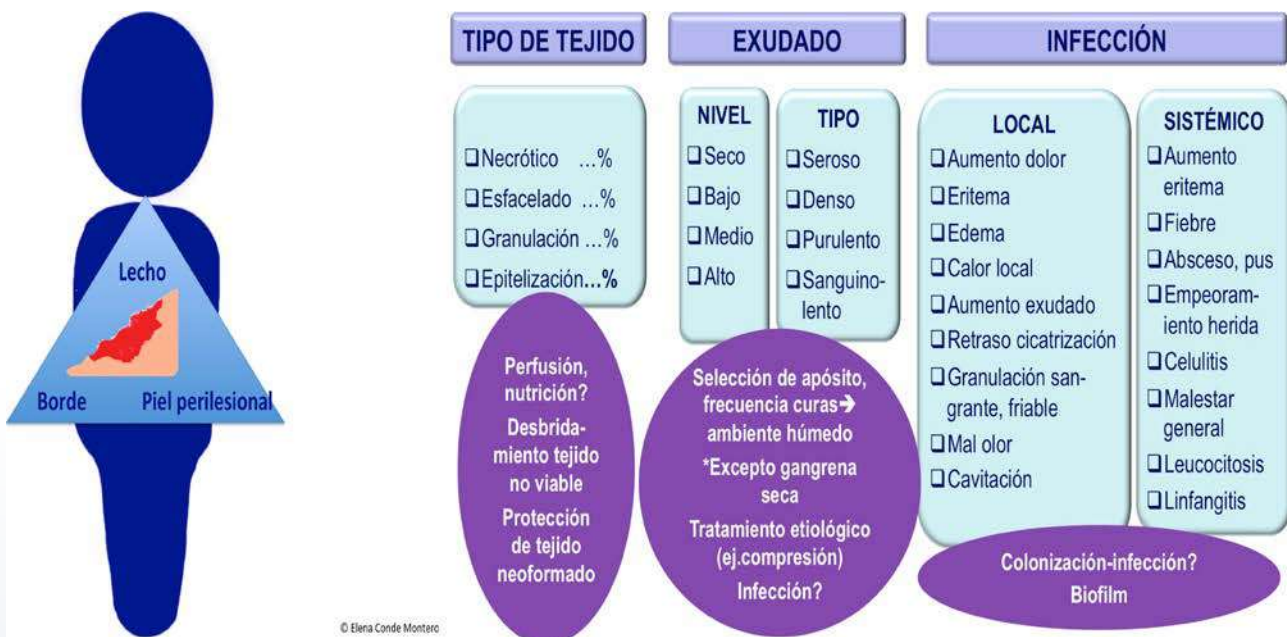 Lecho
Borde
Piel perilesional
TIPO DE TEJIDO
❑Necrótico ...%
❑Esfacelado ...%
❑Granulación ...%
❑Epitelización...%
Perfusión,
nutrición?
Desbrida-
miento tejido
no viable
Protección
de tejido
neoformado
EXUDADO
NIVEL
❑Seco
❑Bajo
❑Medio
❑Alto
TIPO
❑Seroso
❑Denso
❑Purulento
❑Sanguino-
lento
Selección de apósito,
frecuencia curas➔
ambiente húmedo
*Excepto gangrena
seca
Tratamiento etiológico
(ej.compresión)
Infección?
INFECCIÓN
LOCAL
❑Aumento dolor
❑Eritema
❑Edema
❑Calor local
❑Aumento exudado
❑Retraso cicatrización
❑Granulación san-
grante, friable
❑Mal olor
❑Cavitación
SISTÉMICO
❑Aumento
eritema
❑Fiebre
❑Absceso, pus
❑Empeoram-
iento herida
❑Celulitis
❑Malestar
general
❑Leucocitosis
❑Linfangitis
Colonización-infección?
Biofilm
© Elena Conde Montero